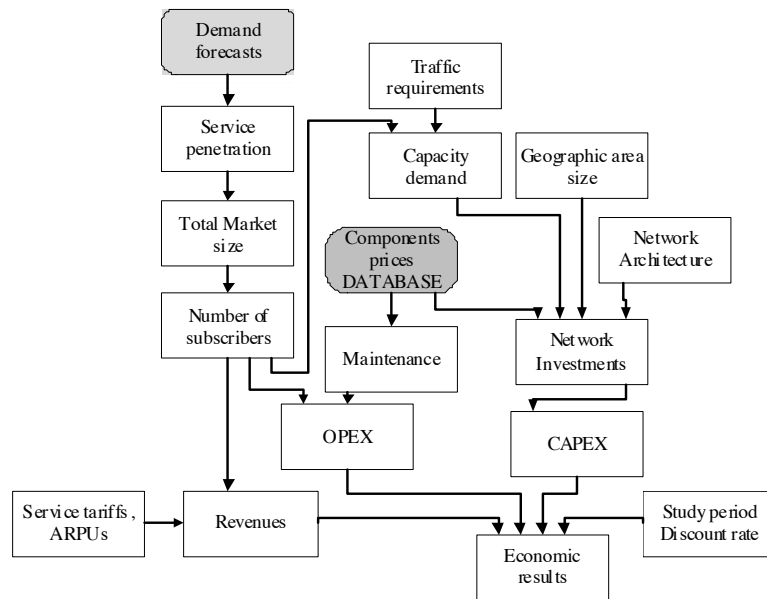 Demand
forecasts
Traffic
requirements
Service
penetration
Capacity
demand
Geographic area
size
Total Market
size
Components
prices
DATABASE
Network
Architecture
Number of
subscribers
Maintenance
Network
Investments
OPEX
CAPEX
Service tariffs,
ARPUs
Revenues
Study period
Discount rate
Economic
results